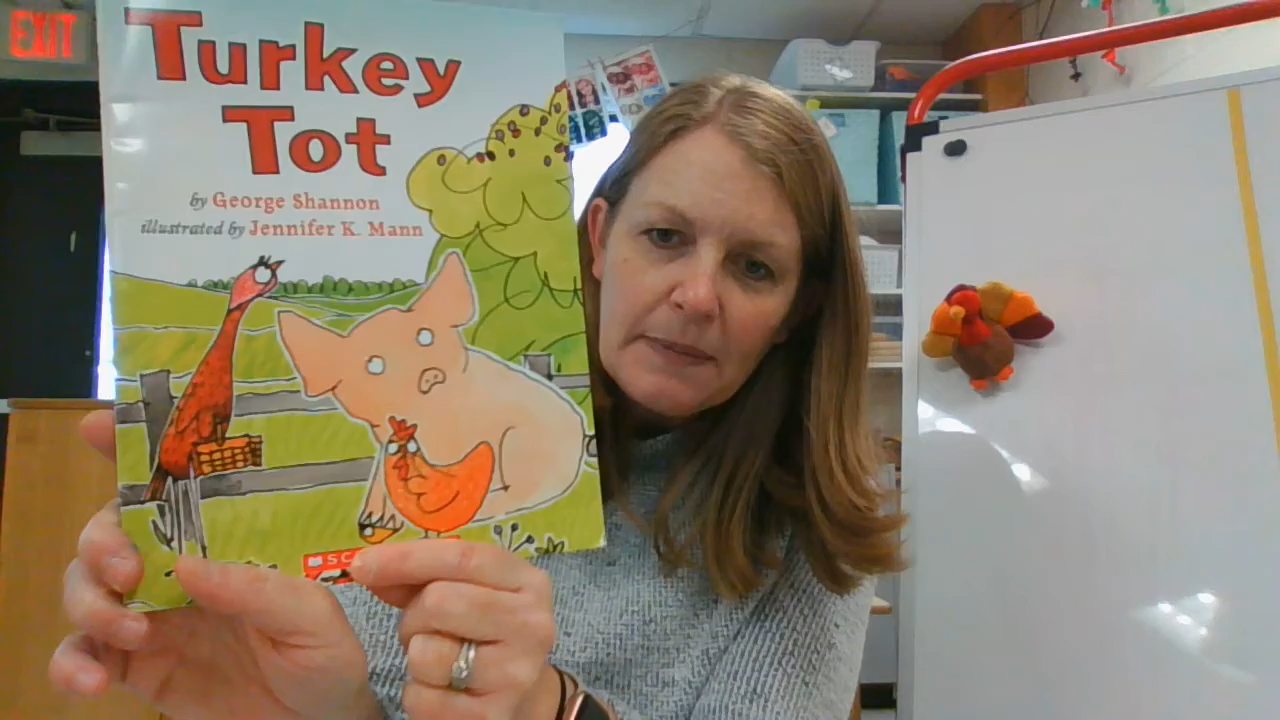 EXIT
Turkey
Tot
by George Shannon
illustrated by Jennifer K. Mann